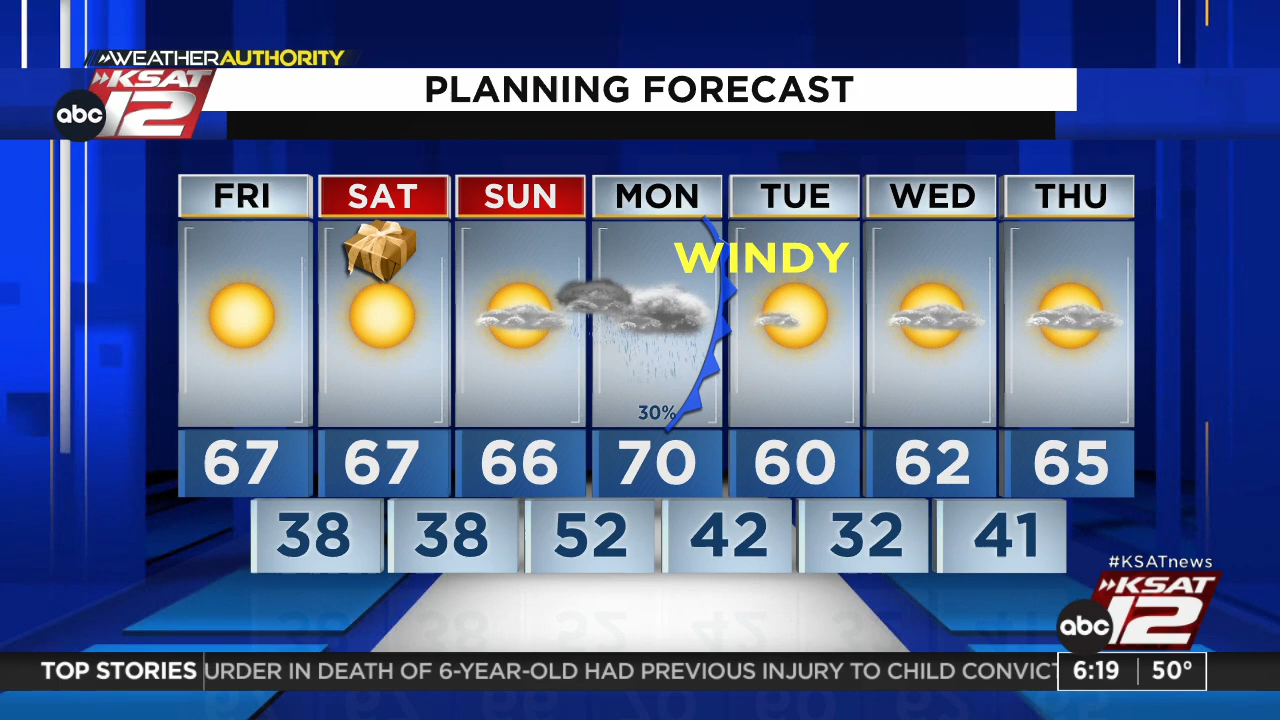 WEATHERAUTHORITY
KSAT
abc 12
PLANNING FORECAST
FRI SAT SUN MON TUE WED THU
WINDY
30%
67 67 66 70 60 62 65
38 38 52 42 32 41
#KSATnews
KSAT
abc 12
TOP STORIES URDER IN DEATH OF 6-YEAR-OLD HAD PREVIOUS INJURY TO CHILD CONVICT 6:19 50°